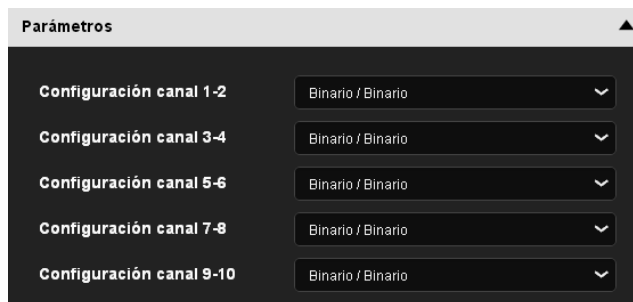 Parámetros
Configuración canal 1-2 Binario / Binario
Configuración canal 3-4 Binario / Binario
Configuración canal 5-6 Binario / Binario
Configuración canal 7-8 Binario / Binario
Configuración canal 9-10 Binario / Binario